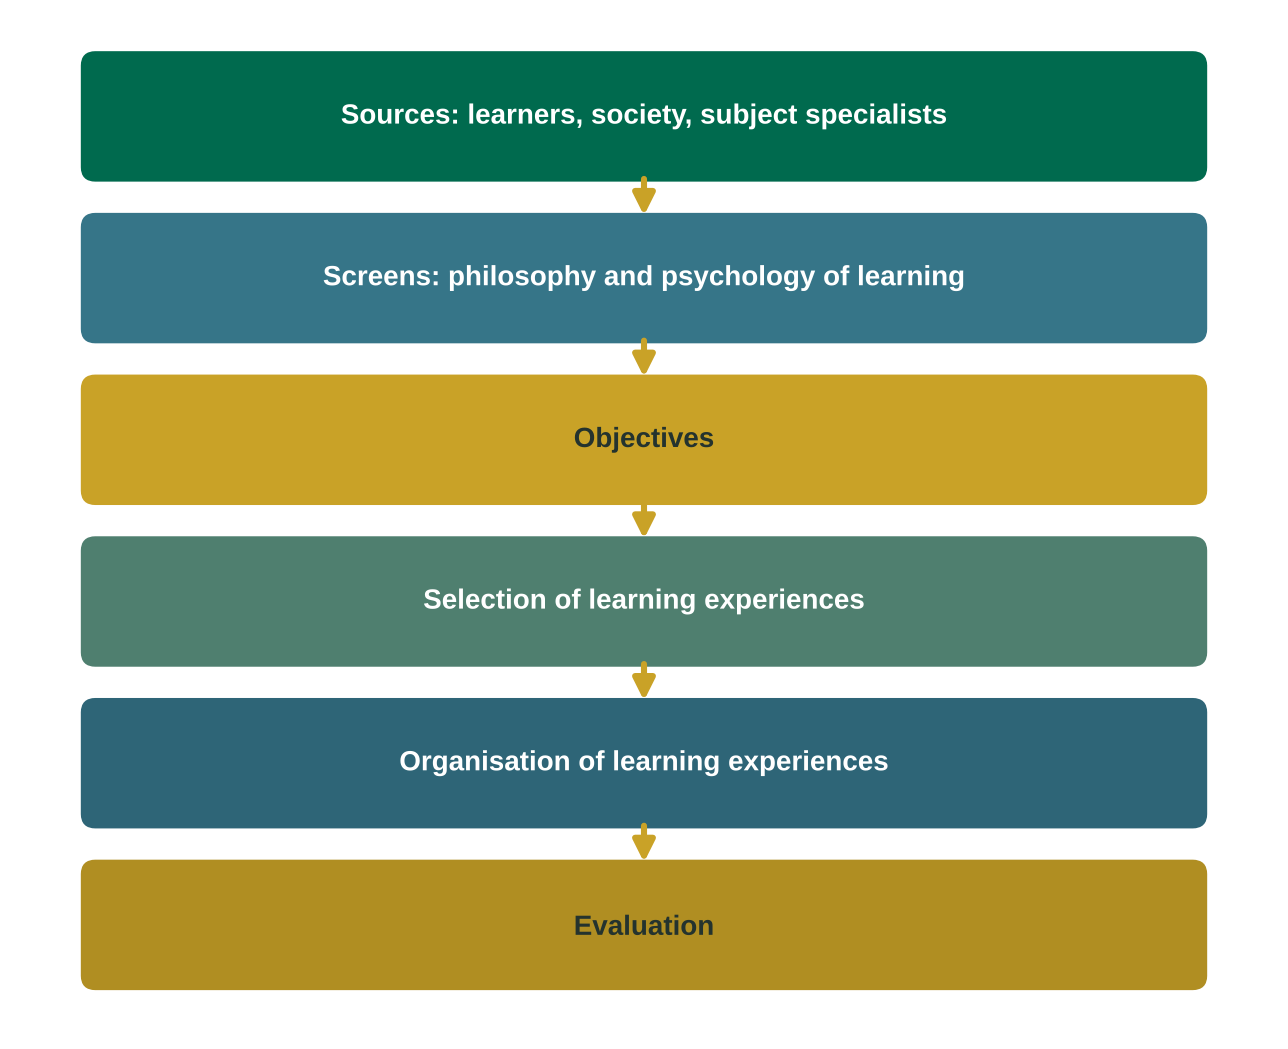 Sources: learners, society, subject specialists
Screens: philosophy and psychology of learning
Objectives
Selection of learning experiences
Organisation of learning experiences
Evaluation